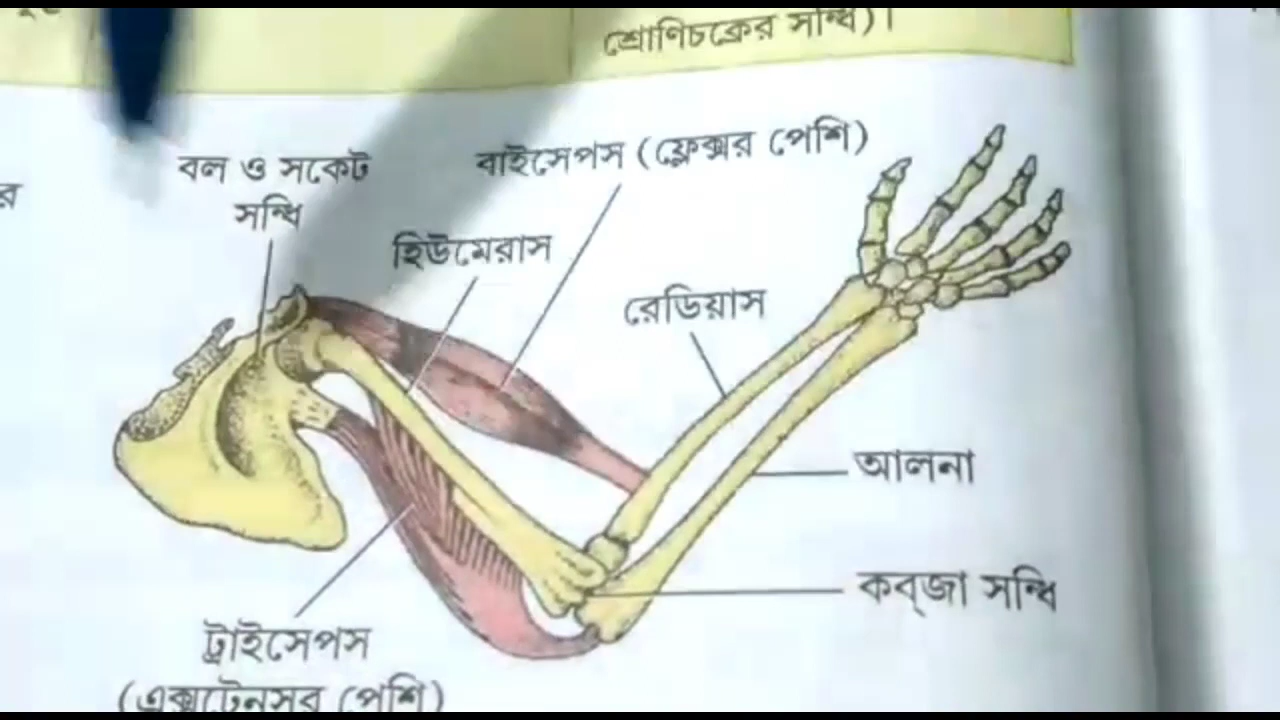 শ্রোণিচক্রের সন্ধি)।
বল ও সকেট
সন্ধি
বাইসেপস (ফ্লেক্সর পেশি)
হিউমেরাস
রেডিয়াস
আলনা
কব্‌জা সন্ধি
ট্রাইসেপস
(এক্সটেনসর পেশি)
র